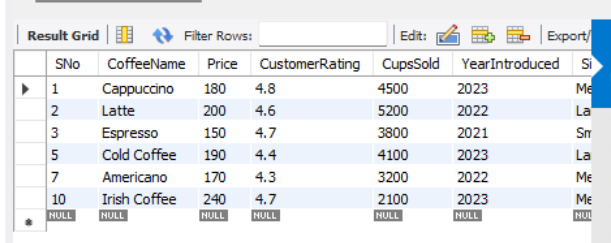 Result Grid Filter Rows: Edit: Export/
SNo CoffeeName Price CustomerRating CupsSold YearIntroduced Si
1 Cappuccino 180 4.8 4500 2023 Me
2 Latte 200 4.6 5200 2022 La
3 Espresso 150 4.7 3800 2021 Sm
5 Cold Coffee 190 4.4 4100 2023 La
7 Americano 170 4.3 3200 2022 Me
10 Irish Coffee 240 4.7 2100 2023 Me
NULL NULL NULL NULL NULL NULL NUL